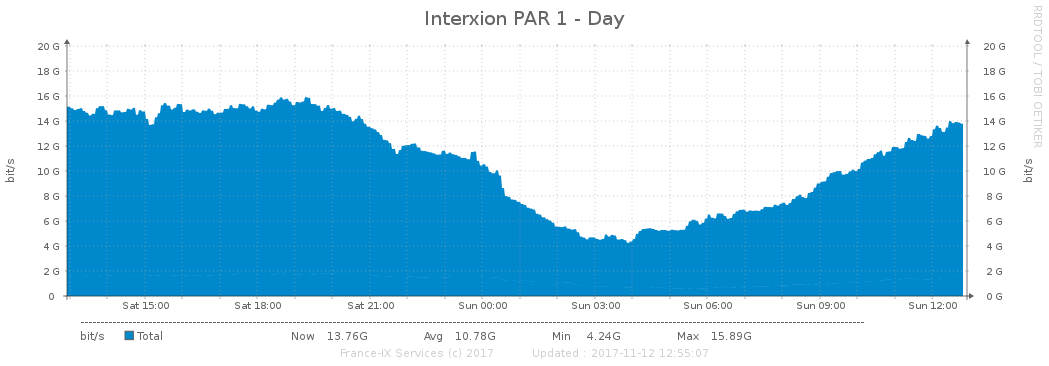 Interxion PAR 1 - Day
RRDTOOL / TOBI OETIKER
20 G 20 G
18 G 18 G
16 G 16 G
14 G 14 G
12 G 12 G
10 G 10 G
8 G 8 G
6 G 6 G
4 G 4 G
2 G 2 G
0 0 G
bit/s bit/s
Sat 15:00 Sat 18:00 Sat 21:00 Sun 00:00 Sun 03:00 Sun 06:00 Sun 09:00 Sun 12:00
bit/s Total Now 13.76G Avg 10.78G Min 4.24G Max 15.89G
France-IX Services (c) 2017 Updated : 2017-11-12 12:55:07